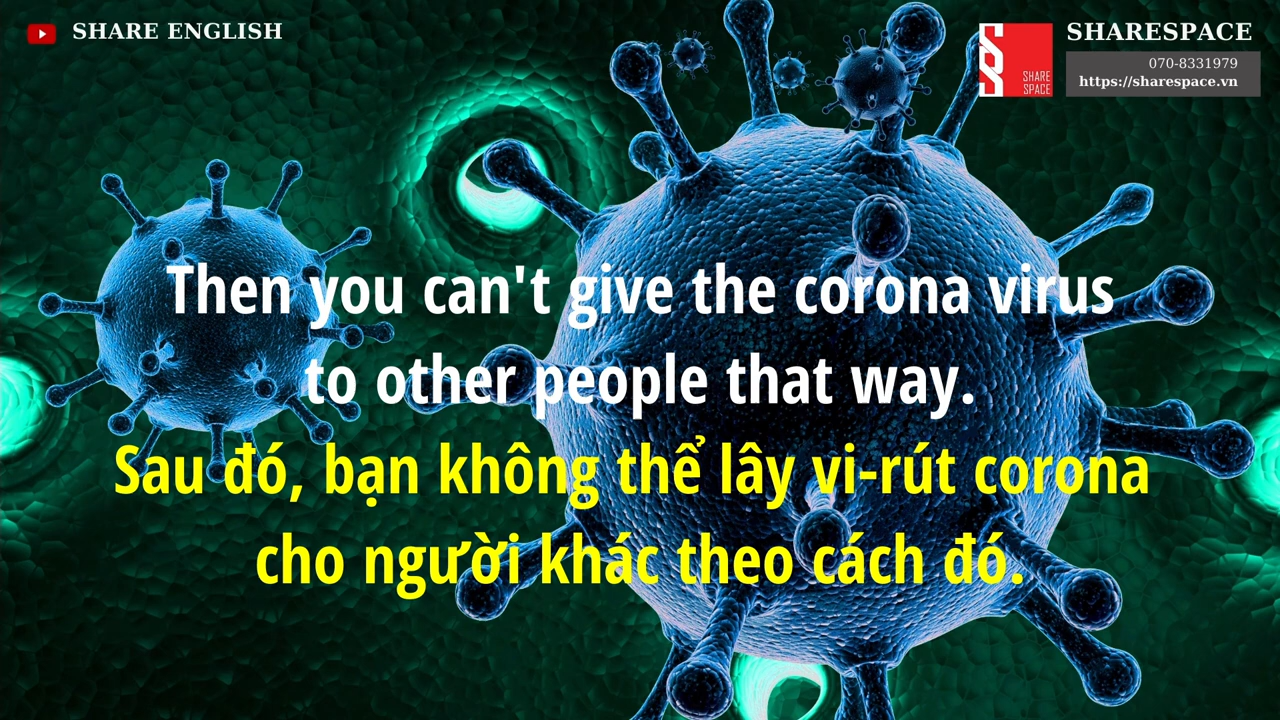 SHARE ENGLISH
SHARESPACE
070-8331979
https://sharespace.vn
SHARE
SPACE
Then you can't give the corona virus
to other people that way.
Sau đó, bạn không thể lây vi-rút corona
cho người khác theo cách đó.